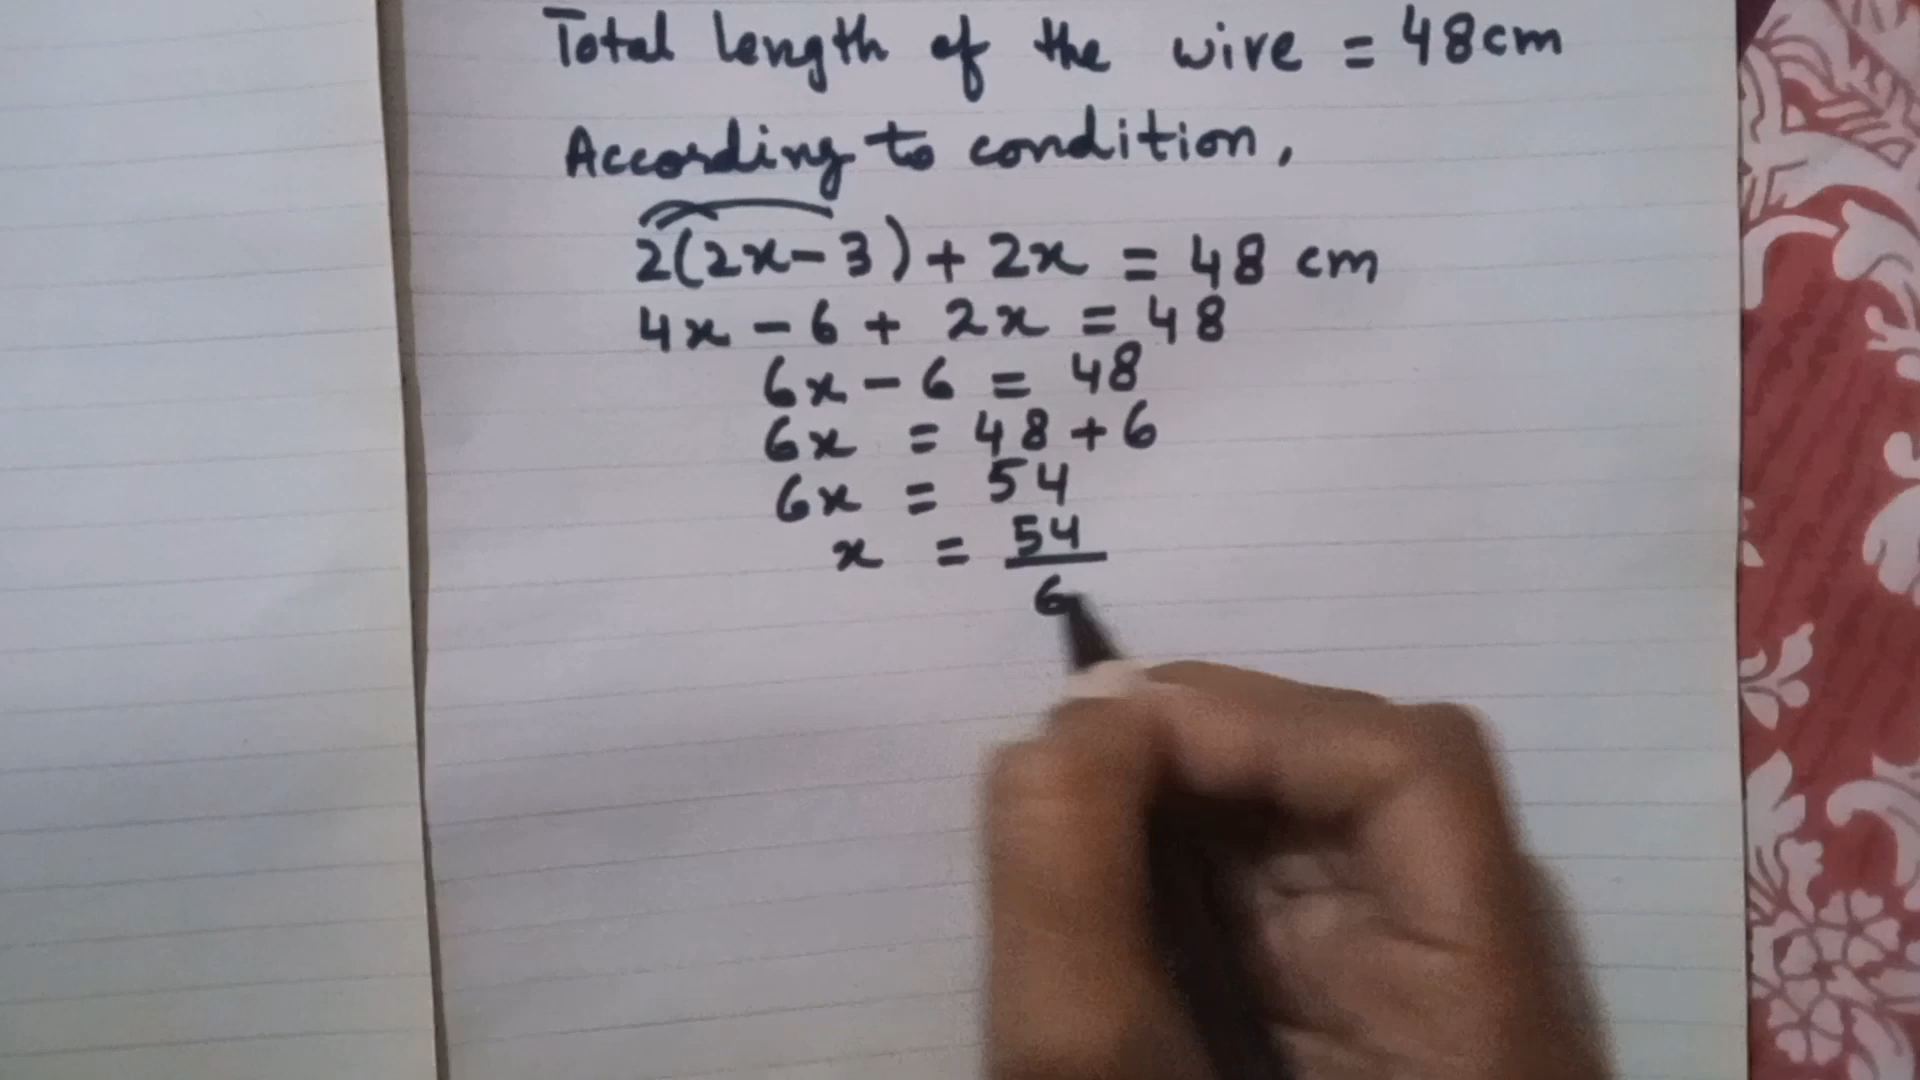 Total length of the wire = 48cm
According to condition,
2(2x-3) + 2x = 48 cm
4x - 6 + 2x = 48
6x - 6 = 48
6x = 48 + 6
6x = 54
x = 54/6